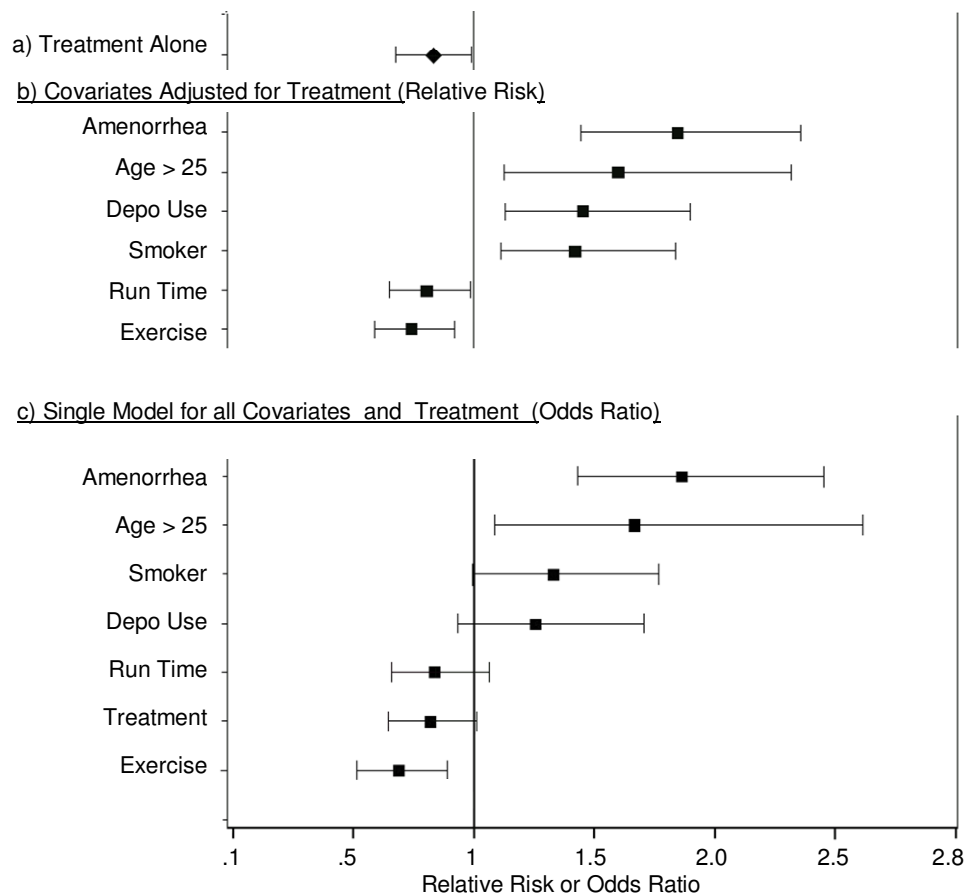 a) Treatment Alone
b) Covariates Adjusted for Treatment (Relative Risk)
Amenorrhea
Age > 25
Depo Use
Smoker
Run Time
Exercise
c) Single Model for all Covariates and Treatment (Odds Ratio)
Amenorrhea
Age > 25
Smoker
Depo Use
Run Time
Treatment
Exercise
.1 .5 1 1.5 2.0 2.5 2.8
Relative Risk or Odds Ratio